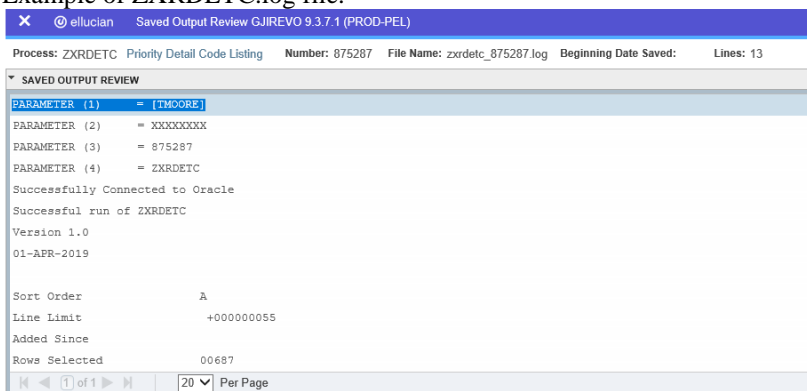 Example of ZXRDETC.log file:
ellucian Saved Output Review GJIREVO 9.3.7.1 (PROD-PEL)
Process: ZXRDETC Priority Detail Code Listing Number: 875287 File Name: zxrdetc_875287.log Beginning Date Saved: Lines: 13
SAVED OUTPUT REVIEW
PARAMETER (1) = [TMOORE]
PARAMETER (2) = XXXXXXXX
PARAMETER (3) = 875287
PARAMETER (4) = ZXRDETC
Successfully Connected to Oracle
Successful run of ZXRDETC
Version 1.0
01-APR-2019
Sort Order A
Line Limit +000000055
Added Since
Rows Selected 00687
1 of 1 20 Per Page